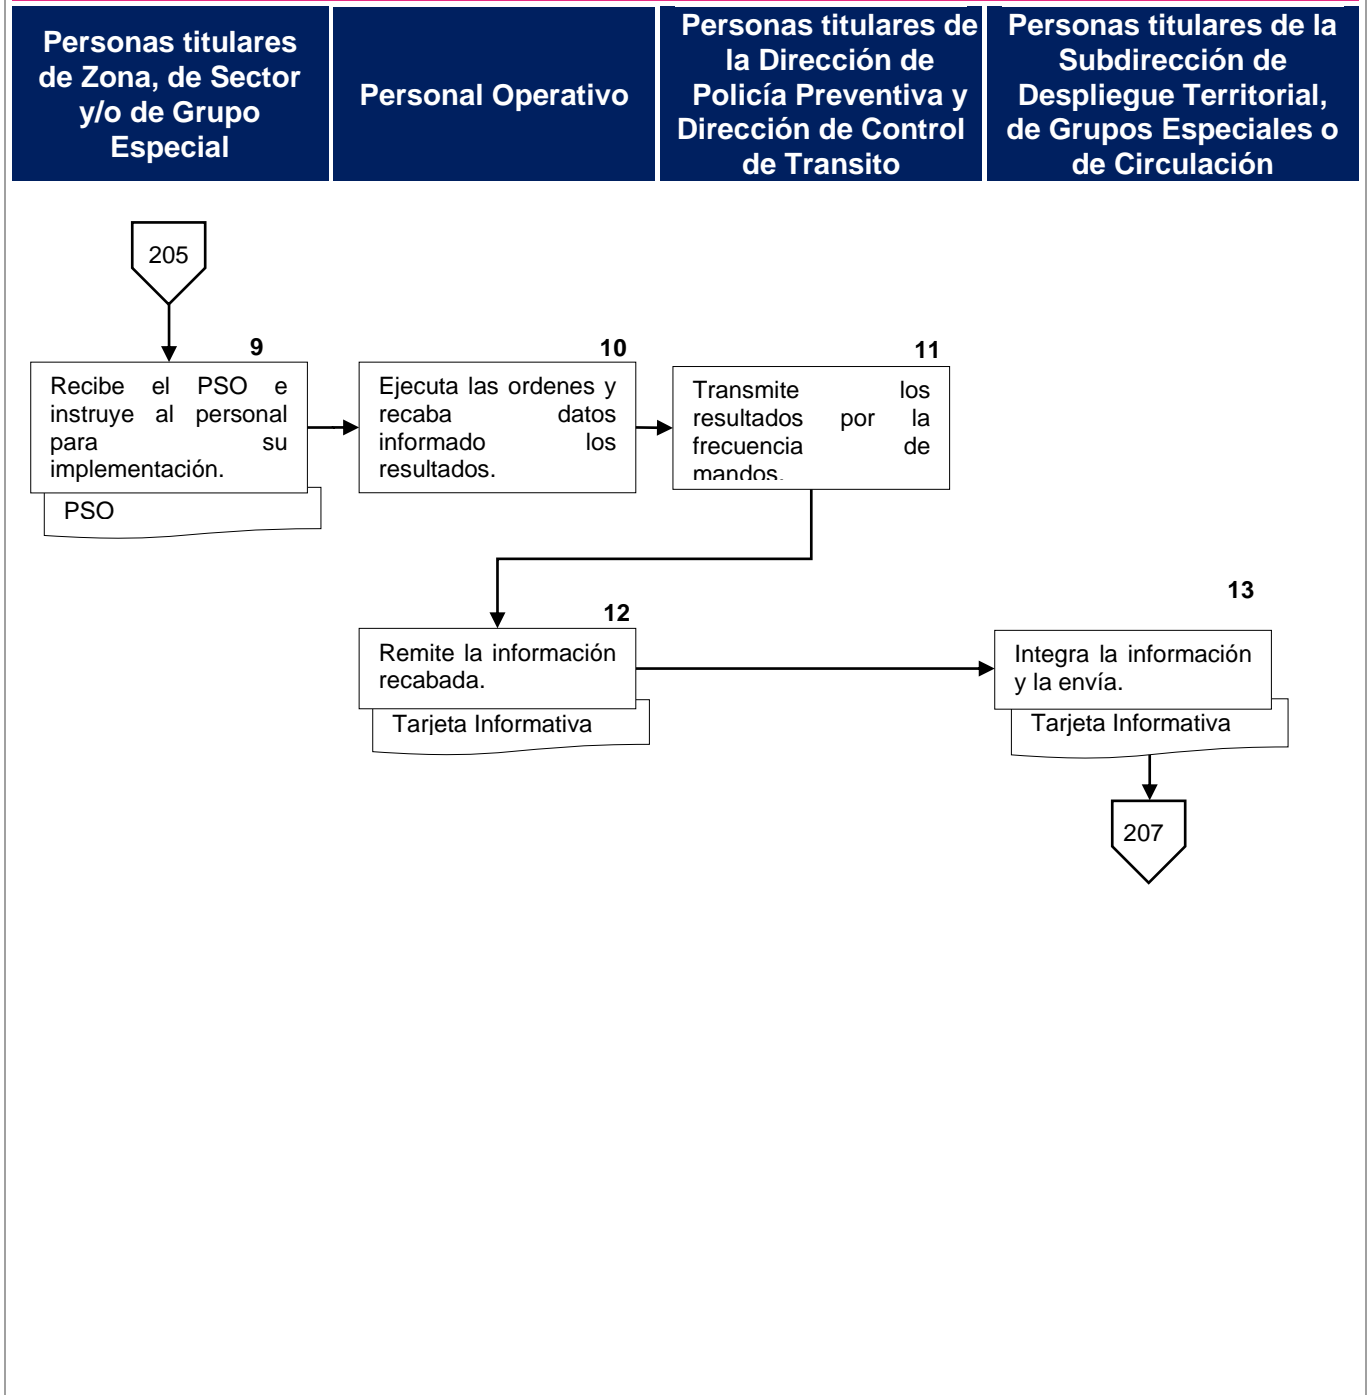 Personas titulares
de Zona, de Sector
y/o de Grupo
Especial
Personal Operativo
Personas titulares de
la Dirección de
Policía Preventiva y
Dirección de Control
de Transito
Personas titulares de la
Subdirección de
Despliegue Territorial,
de Grupos Especiales o
de Circulación
205
9
Recibe el PSO e
instruye al personal
para su
implementación.
PSO
10
Ejecuta las ordenes y
recaba datos
informado los
resultados.
11
Transmite los
resultados por la
frecuencia de
mandos.
12
Remite la información
recabada.
Tarjeta Informativa
13
Integra la información
y la envía.
Tarjeta Informativa
207